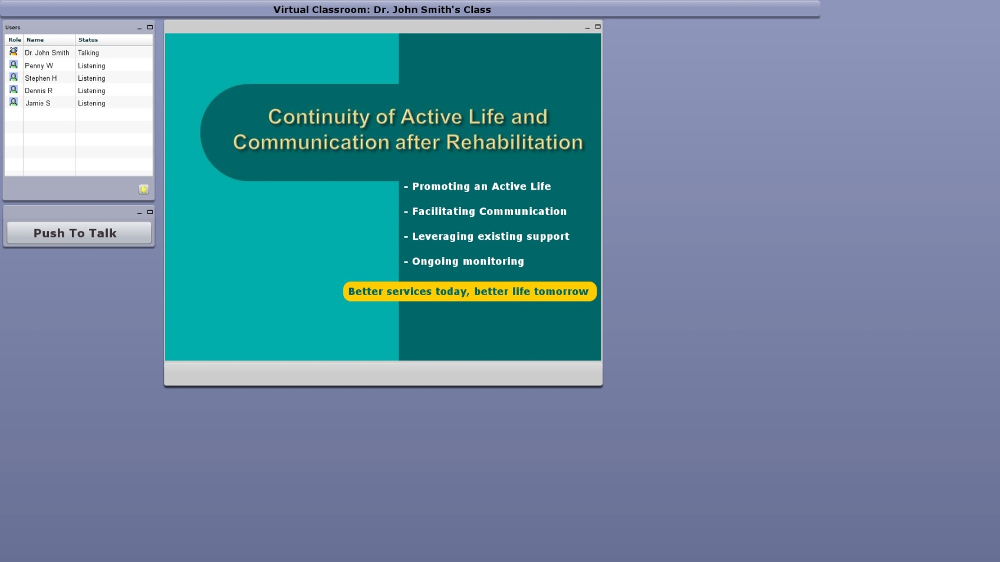 Virtual Classroom: Dr. John Smith's Class
Users
Role Name Status
Dr. John Smith Talking
Penny W Listening
Stephen H Listening
Dennis R Listening
Jamie S Listening
Push To Talk
Continuity of Active Life and
Communication after Rehabilitation
- Promoting an Active Life
- Facilitating Communication
- Leveraging existing support
- Ongoing monitoring
Better services today, better life tomorrow